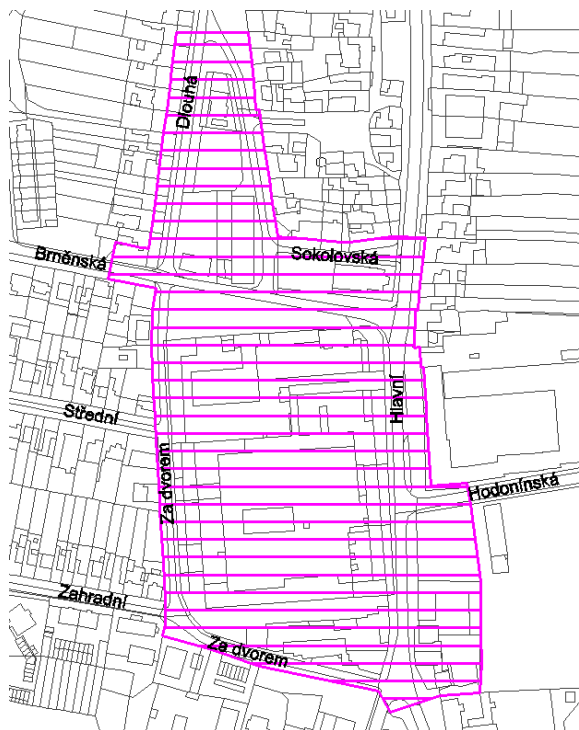 Dlouhá
Brněnská
Sokolovská
Hlavní
Střední
Za dvorem
Hodonínská
Zahradní
Za dvorem